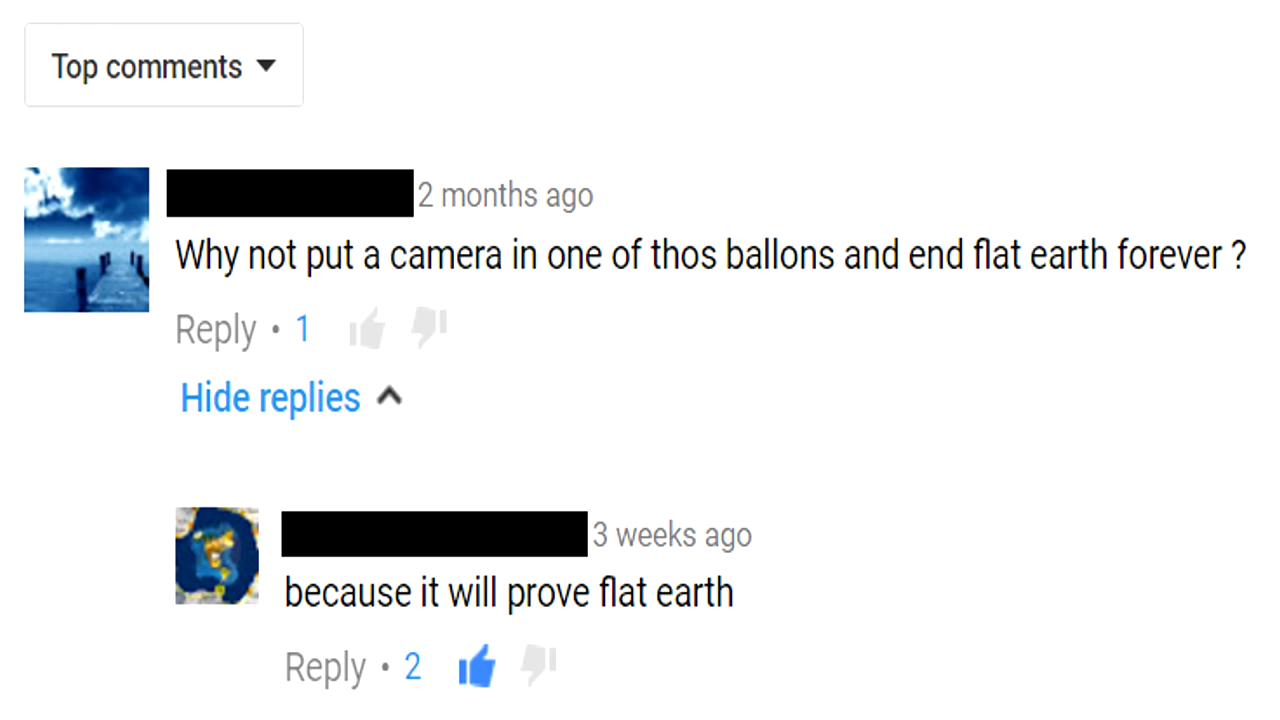 Top comments
2 months ago
Why not put a camera in one of thos ballons and end flat earth forever ?
Reply • 1
Hide replies
3 weeks ago
because it will prove flat earth
Reply • 2